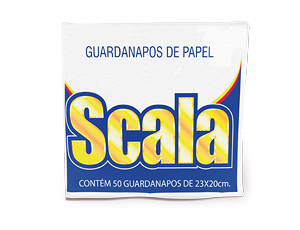 GUARDANAPOS DE PAPEL
Scala
CONTÉM 50 GUARDANAPOS DE 23X20cm.